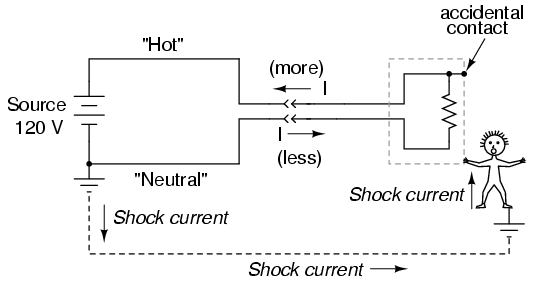 accidental
contact
"Hot"
(more)
I
Source
120 V
I
(less)
"Neutral"
Shock current
Shock current
Shock current